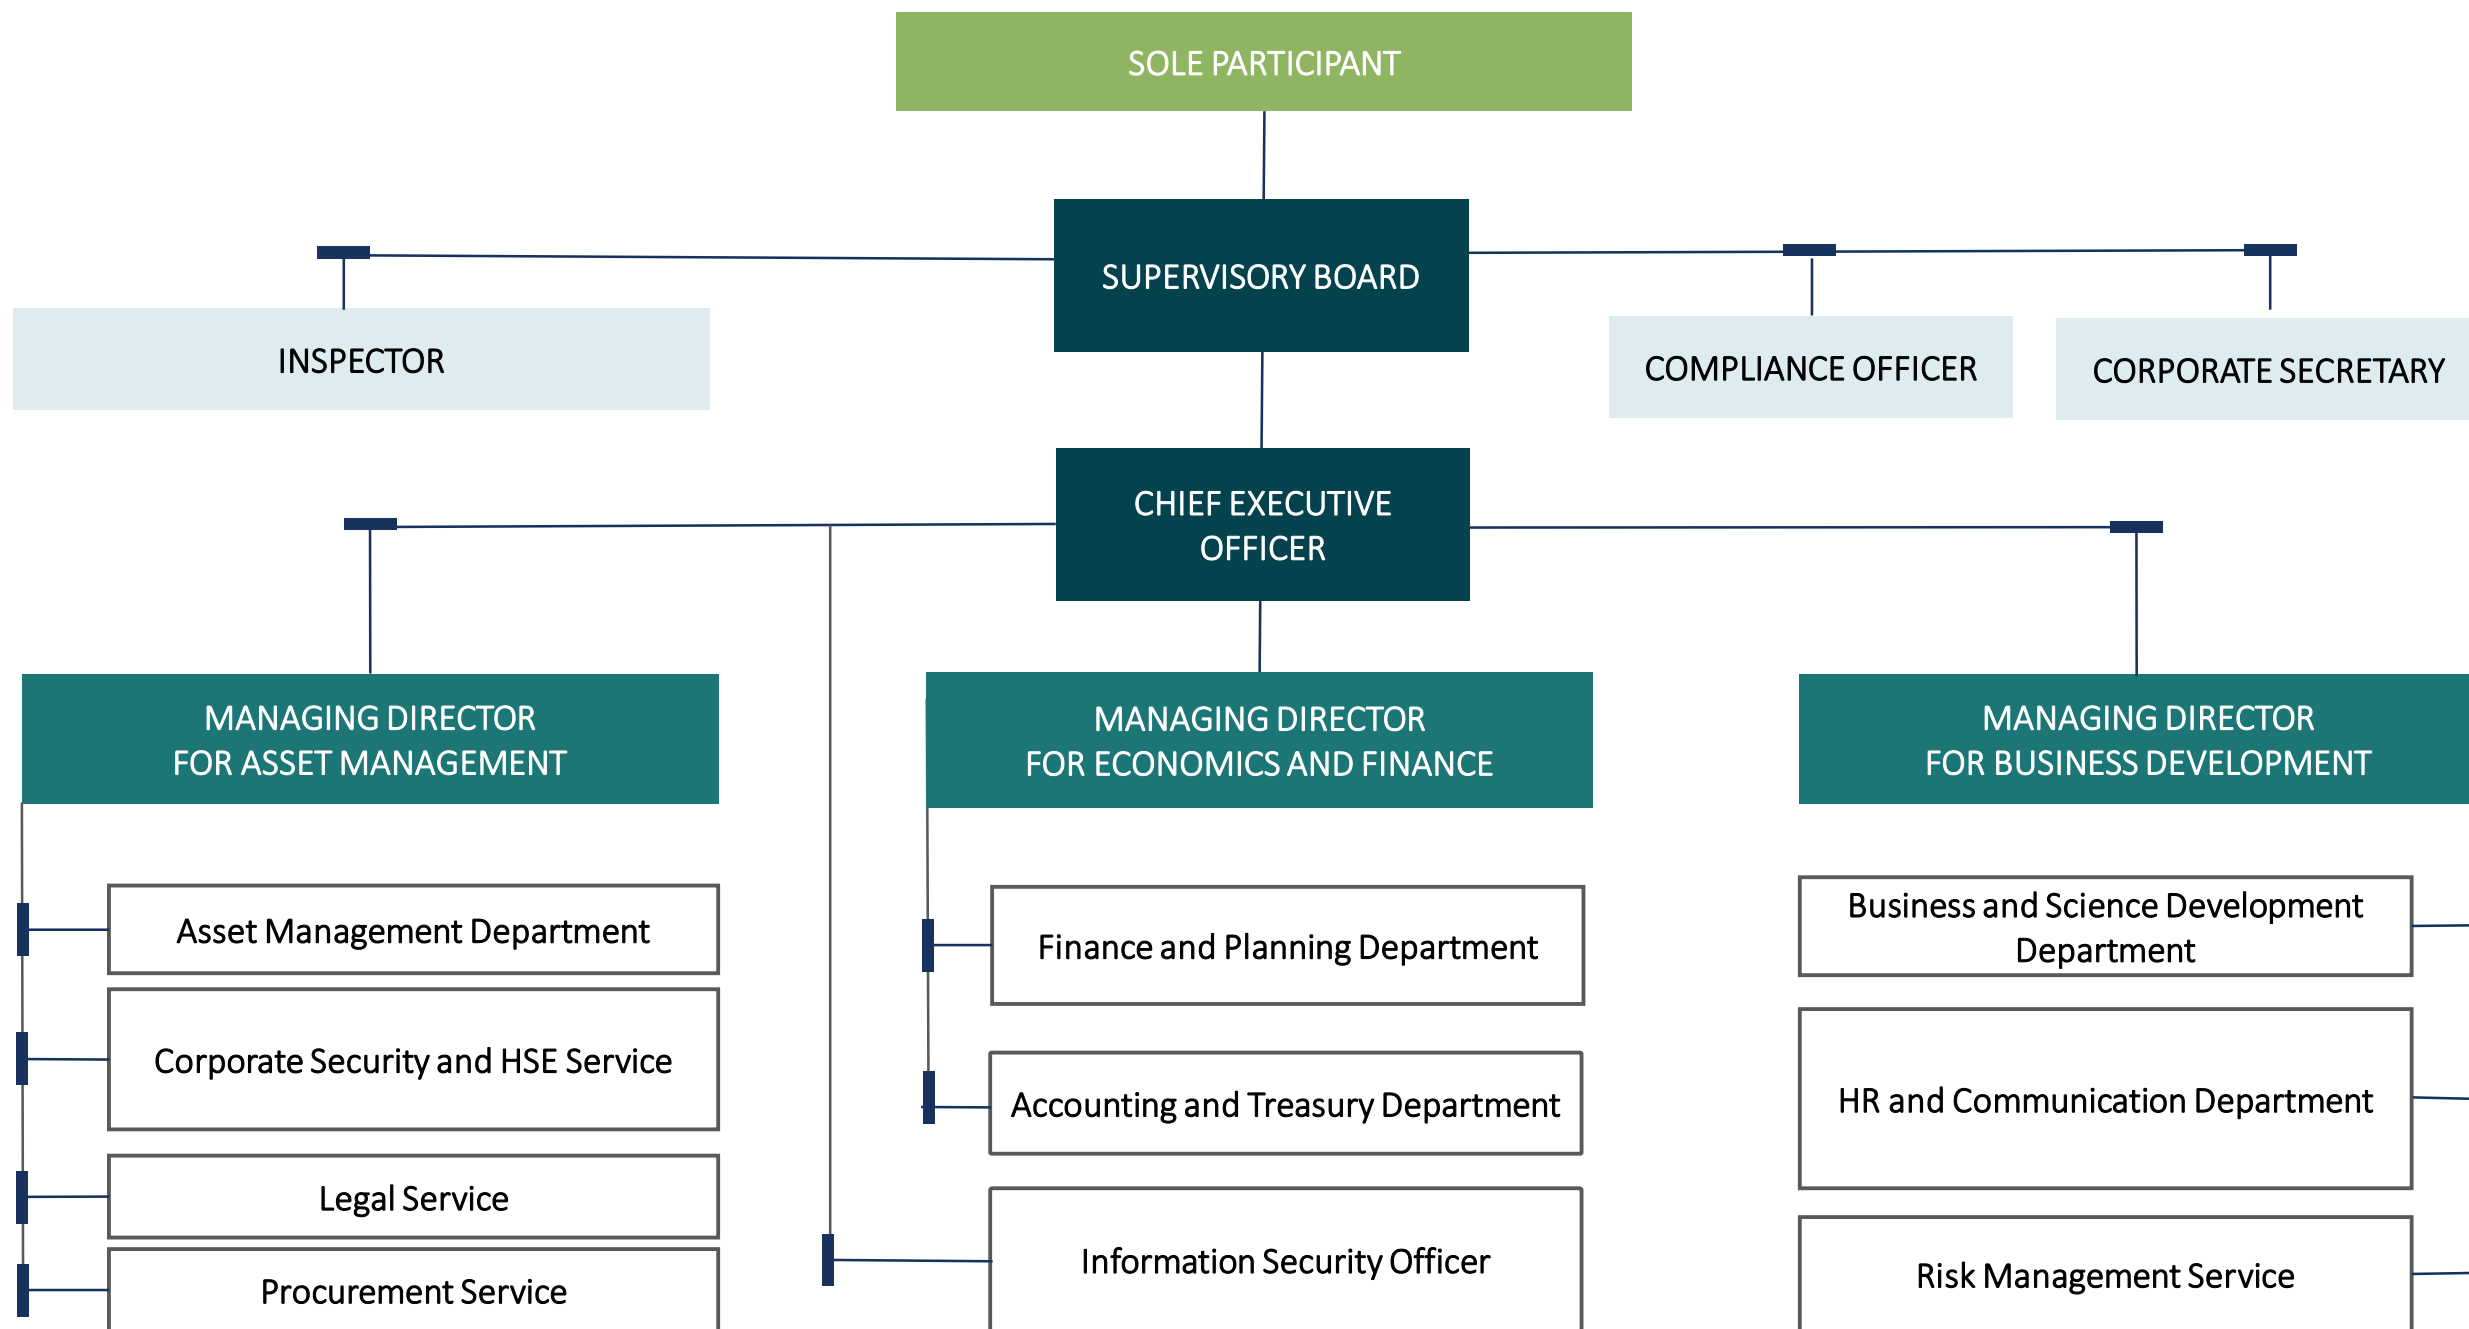 SOLE PARTICIPANT
SUPERVISORY BOARD
INSPECTOR
COMPLIANCE OFFICER
CORPORATE SECRETARY
CHIEF EXECUTIVE
OFFICER
MANAGING DIRECTOR
FOR ASSET MANAGEMENT
MANAGING DIRECTOR
FOR ECONOMICS AND FINANCE
MANAGING DIRECTOR
FOR BUSINESS DEVELOPMENT
Asset Management Department
Corporate Security and HSE Service
Legal Service
Procurement Service
Finance and Planning Department
Accounting and Treasury Department
Information Security Officer
Business and Science Development
Department
HR and Communication Department
Risk Management Service